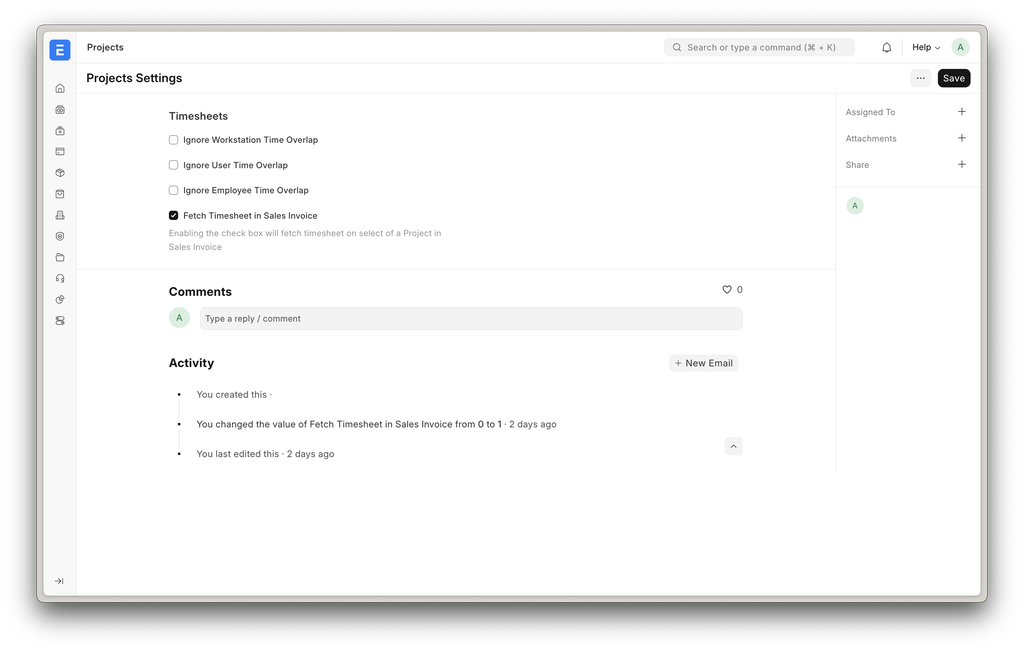 E
Projects
Search or type a command (⌘ + K)
Help
A
Projects Settings
···
Save
Timesheets
Ignore Workstation Time Overlap
Ignore User Time Overlap
Ignore Employee Time Overlap
Fetch Timesheet in Sales Invoice
Enabling the check box will fetch timesheet on select of a Project in
Sales Invoice
Assigned To
Attachments
Share
A
Comments
0
A
Type a reply / comment
Activity
+ New Email
You created this ·
You changed the value of Fetch Timesheet in Sales Invoice from 0 to 1 · 2 days ago
You last edited this · 2 days ago